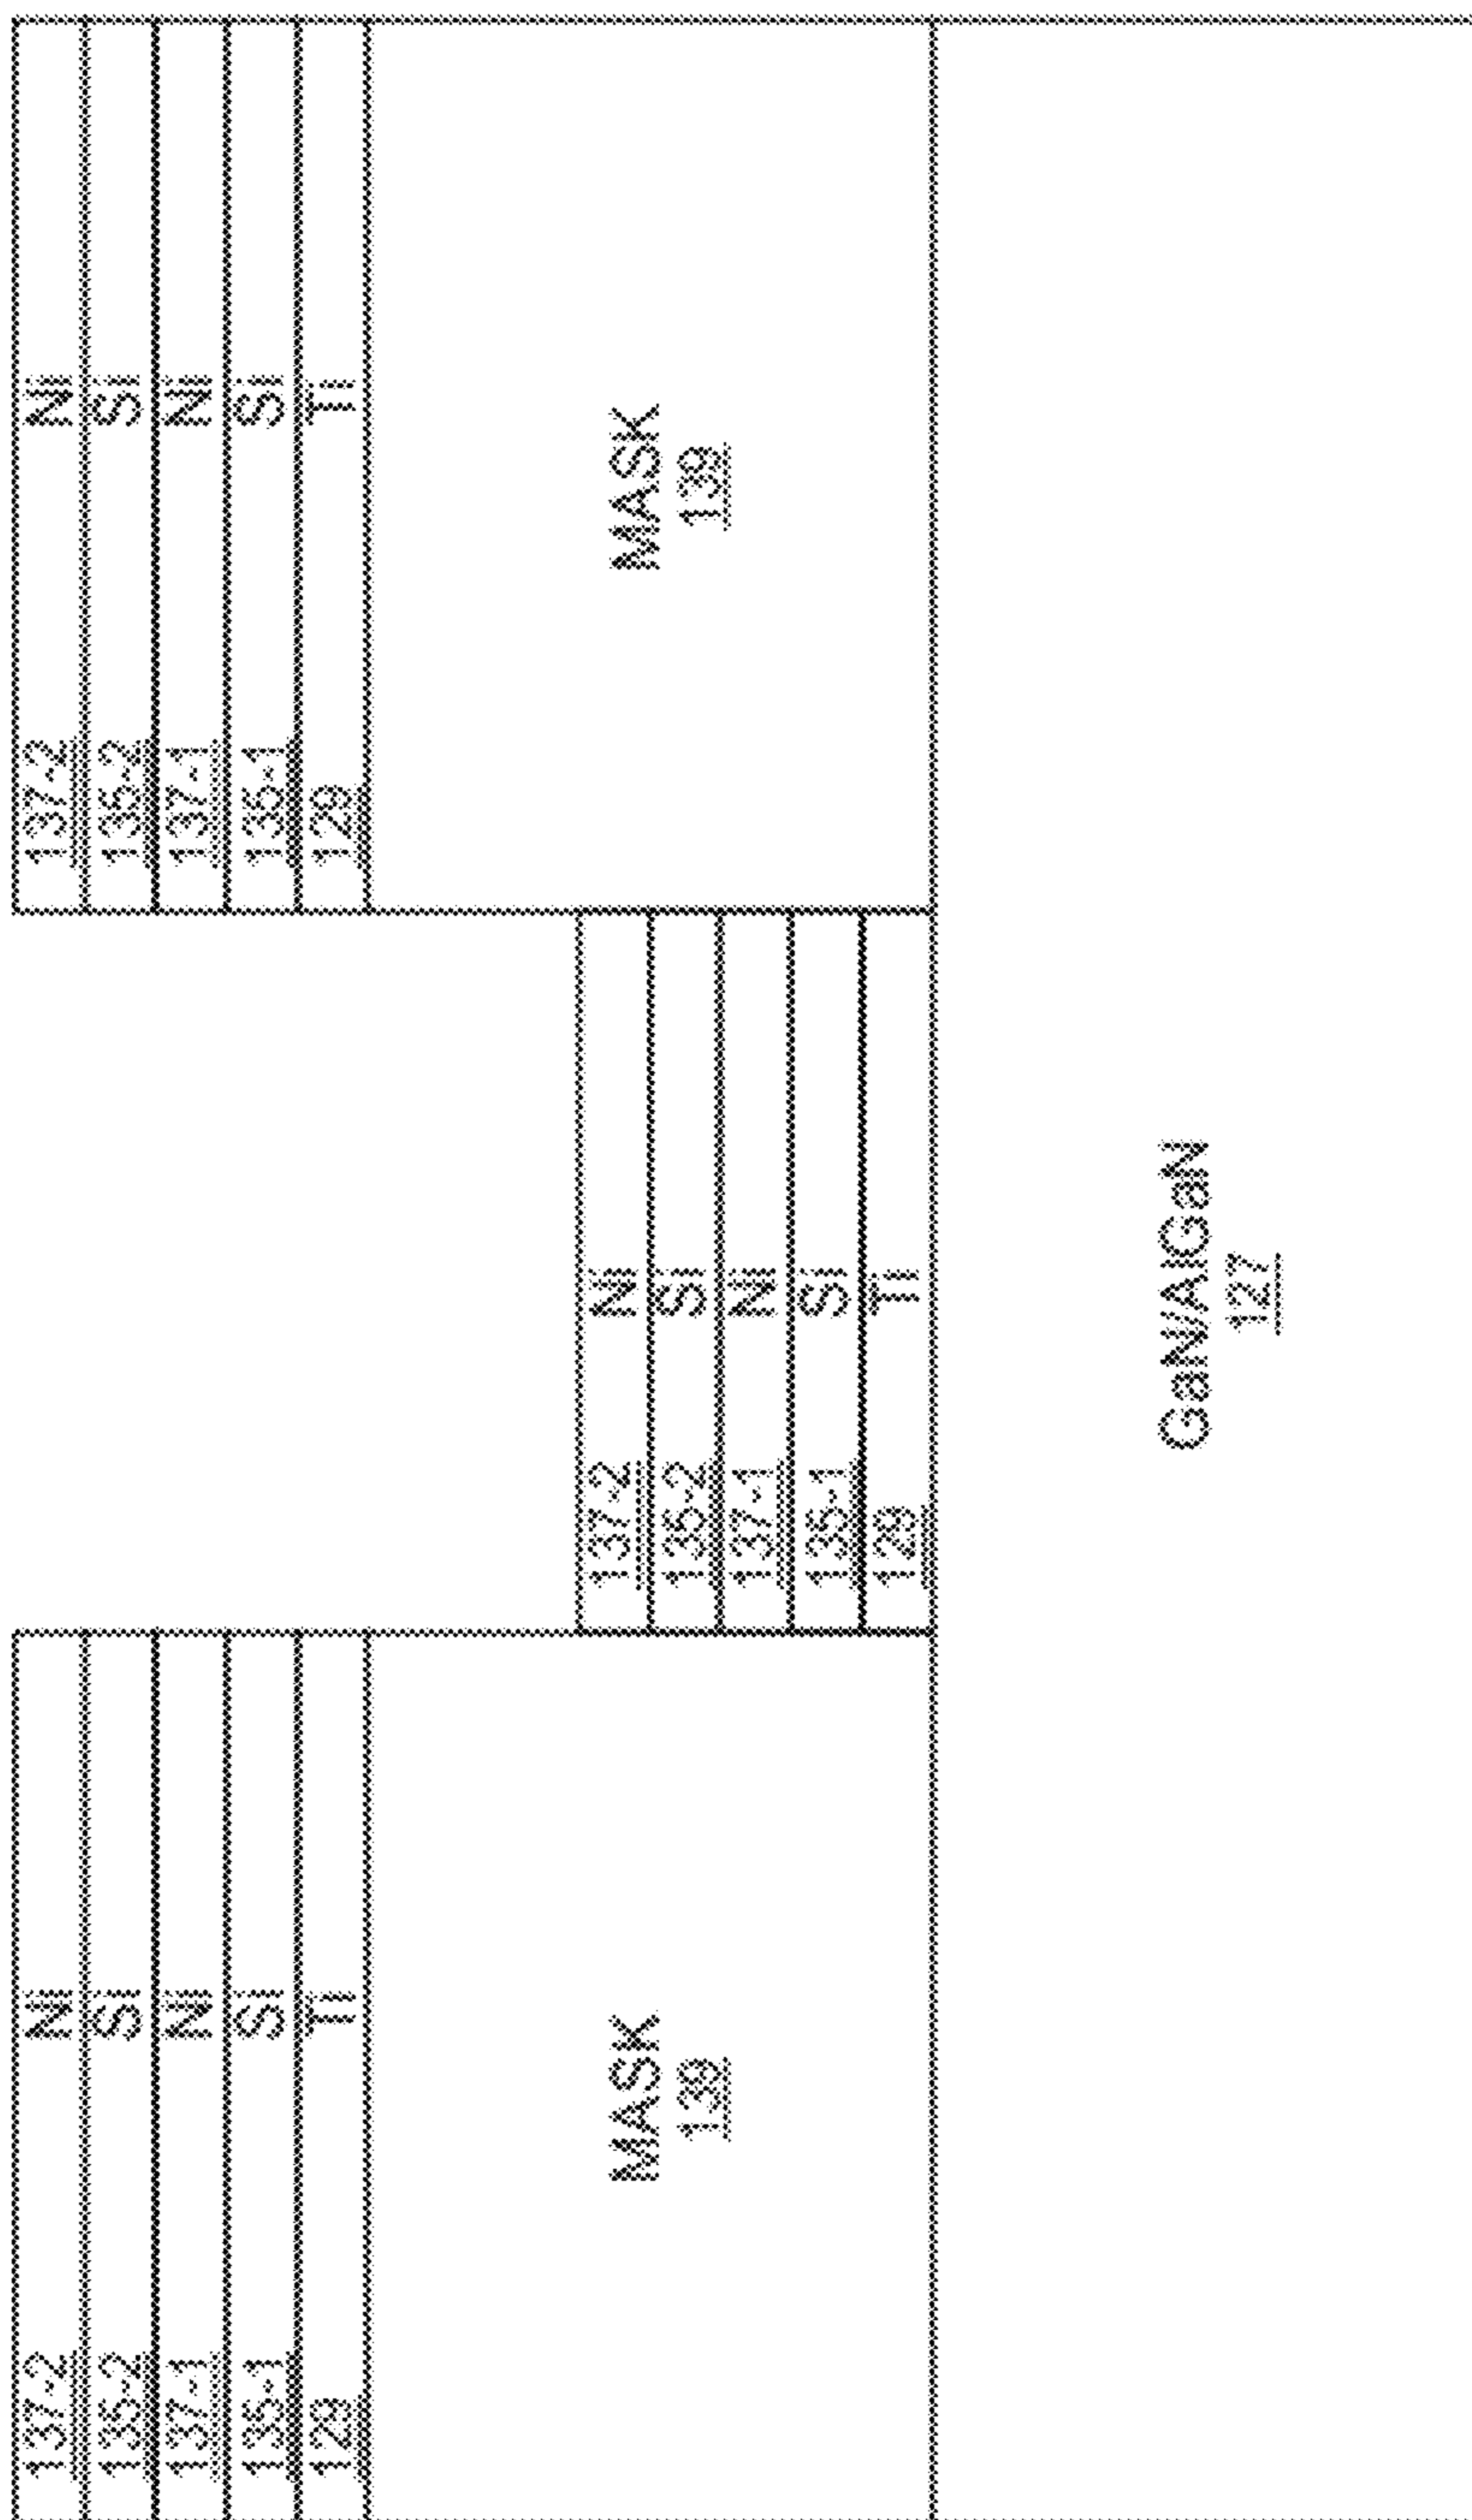 137-2 Ni
135-2 Si
137-1 Ni
135-1 Si
129 Ti
MASK
139
137-2 Ni
135-2 Si
137-1 Ni
135-1 Si
129 Ti
137-2 Ni
135-2 Si
137-1 Ni
135-1 Si
129 Ti
MASK
139
GaN/AlGaN
127